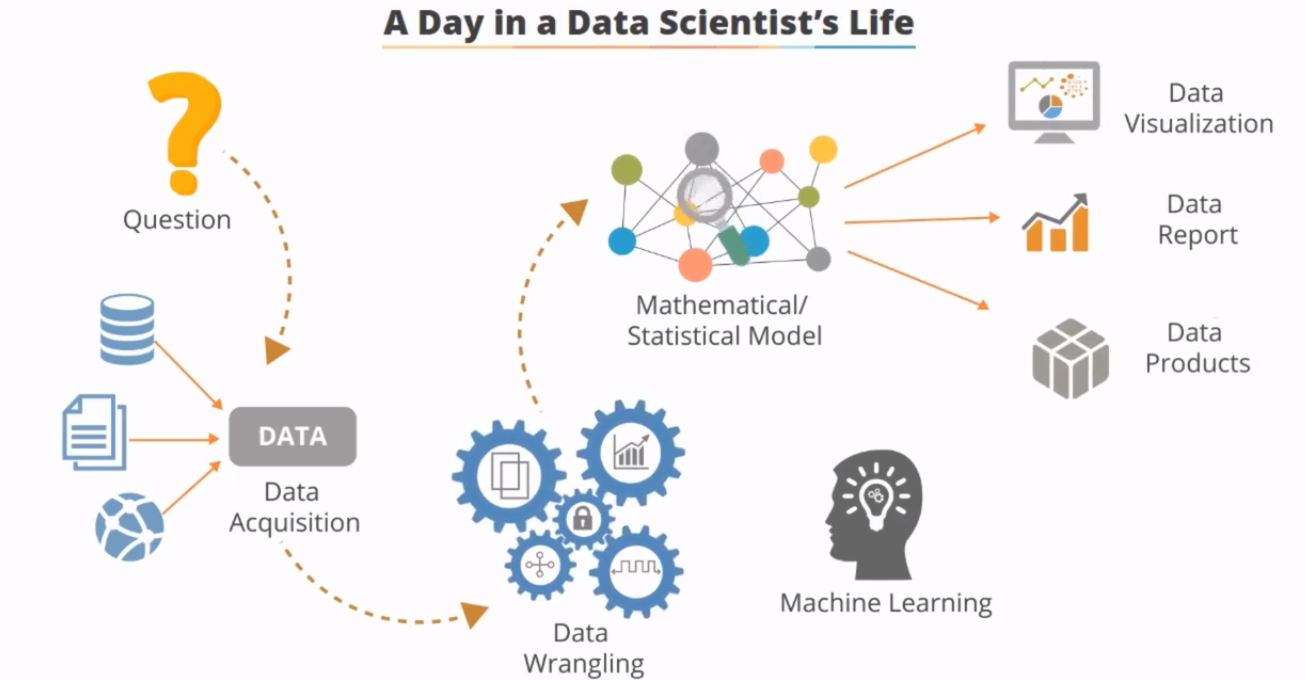 A Day in a Data Scientist’s Life
Question
DATA
Data
Acquisition
Data
Wrangling
Mathematical/
Statistical Model
Machine Learning
Data
Visualization
Data
Report
Data
Products